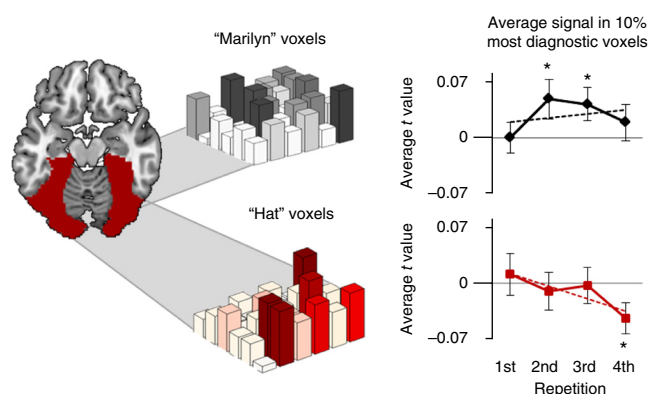 “Marilyn” voxels
“Hat” voxels
Average signal in 10%
most diagnostic voxels
Average t value
0.07
0
–0.07
*
*
Average t value
0.07
0
–0.07
*
1st 2nd 3rd 4th
Repetition